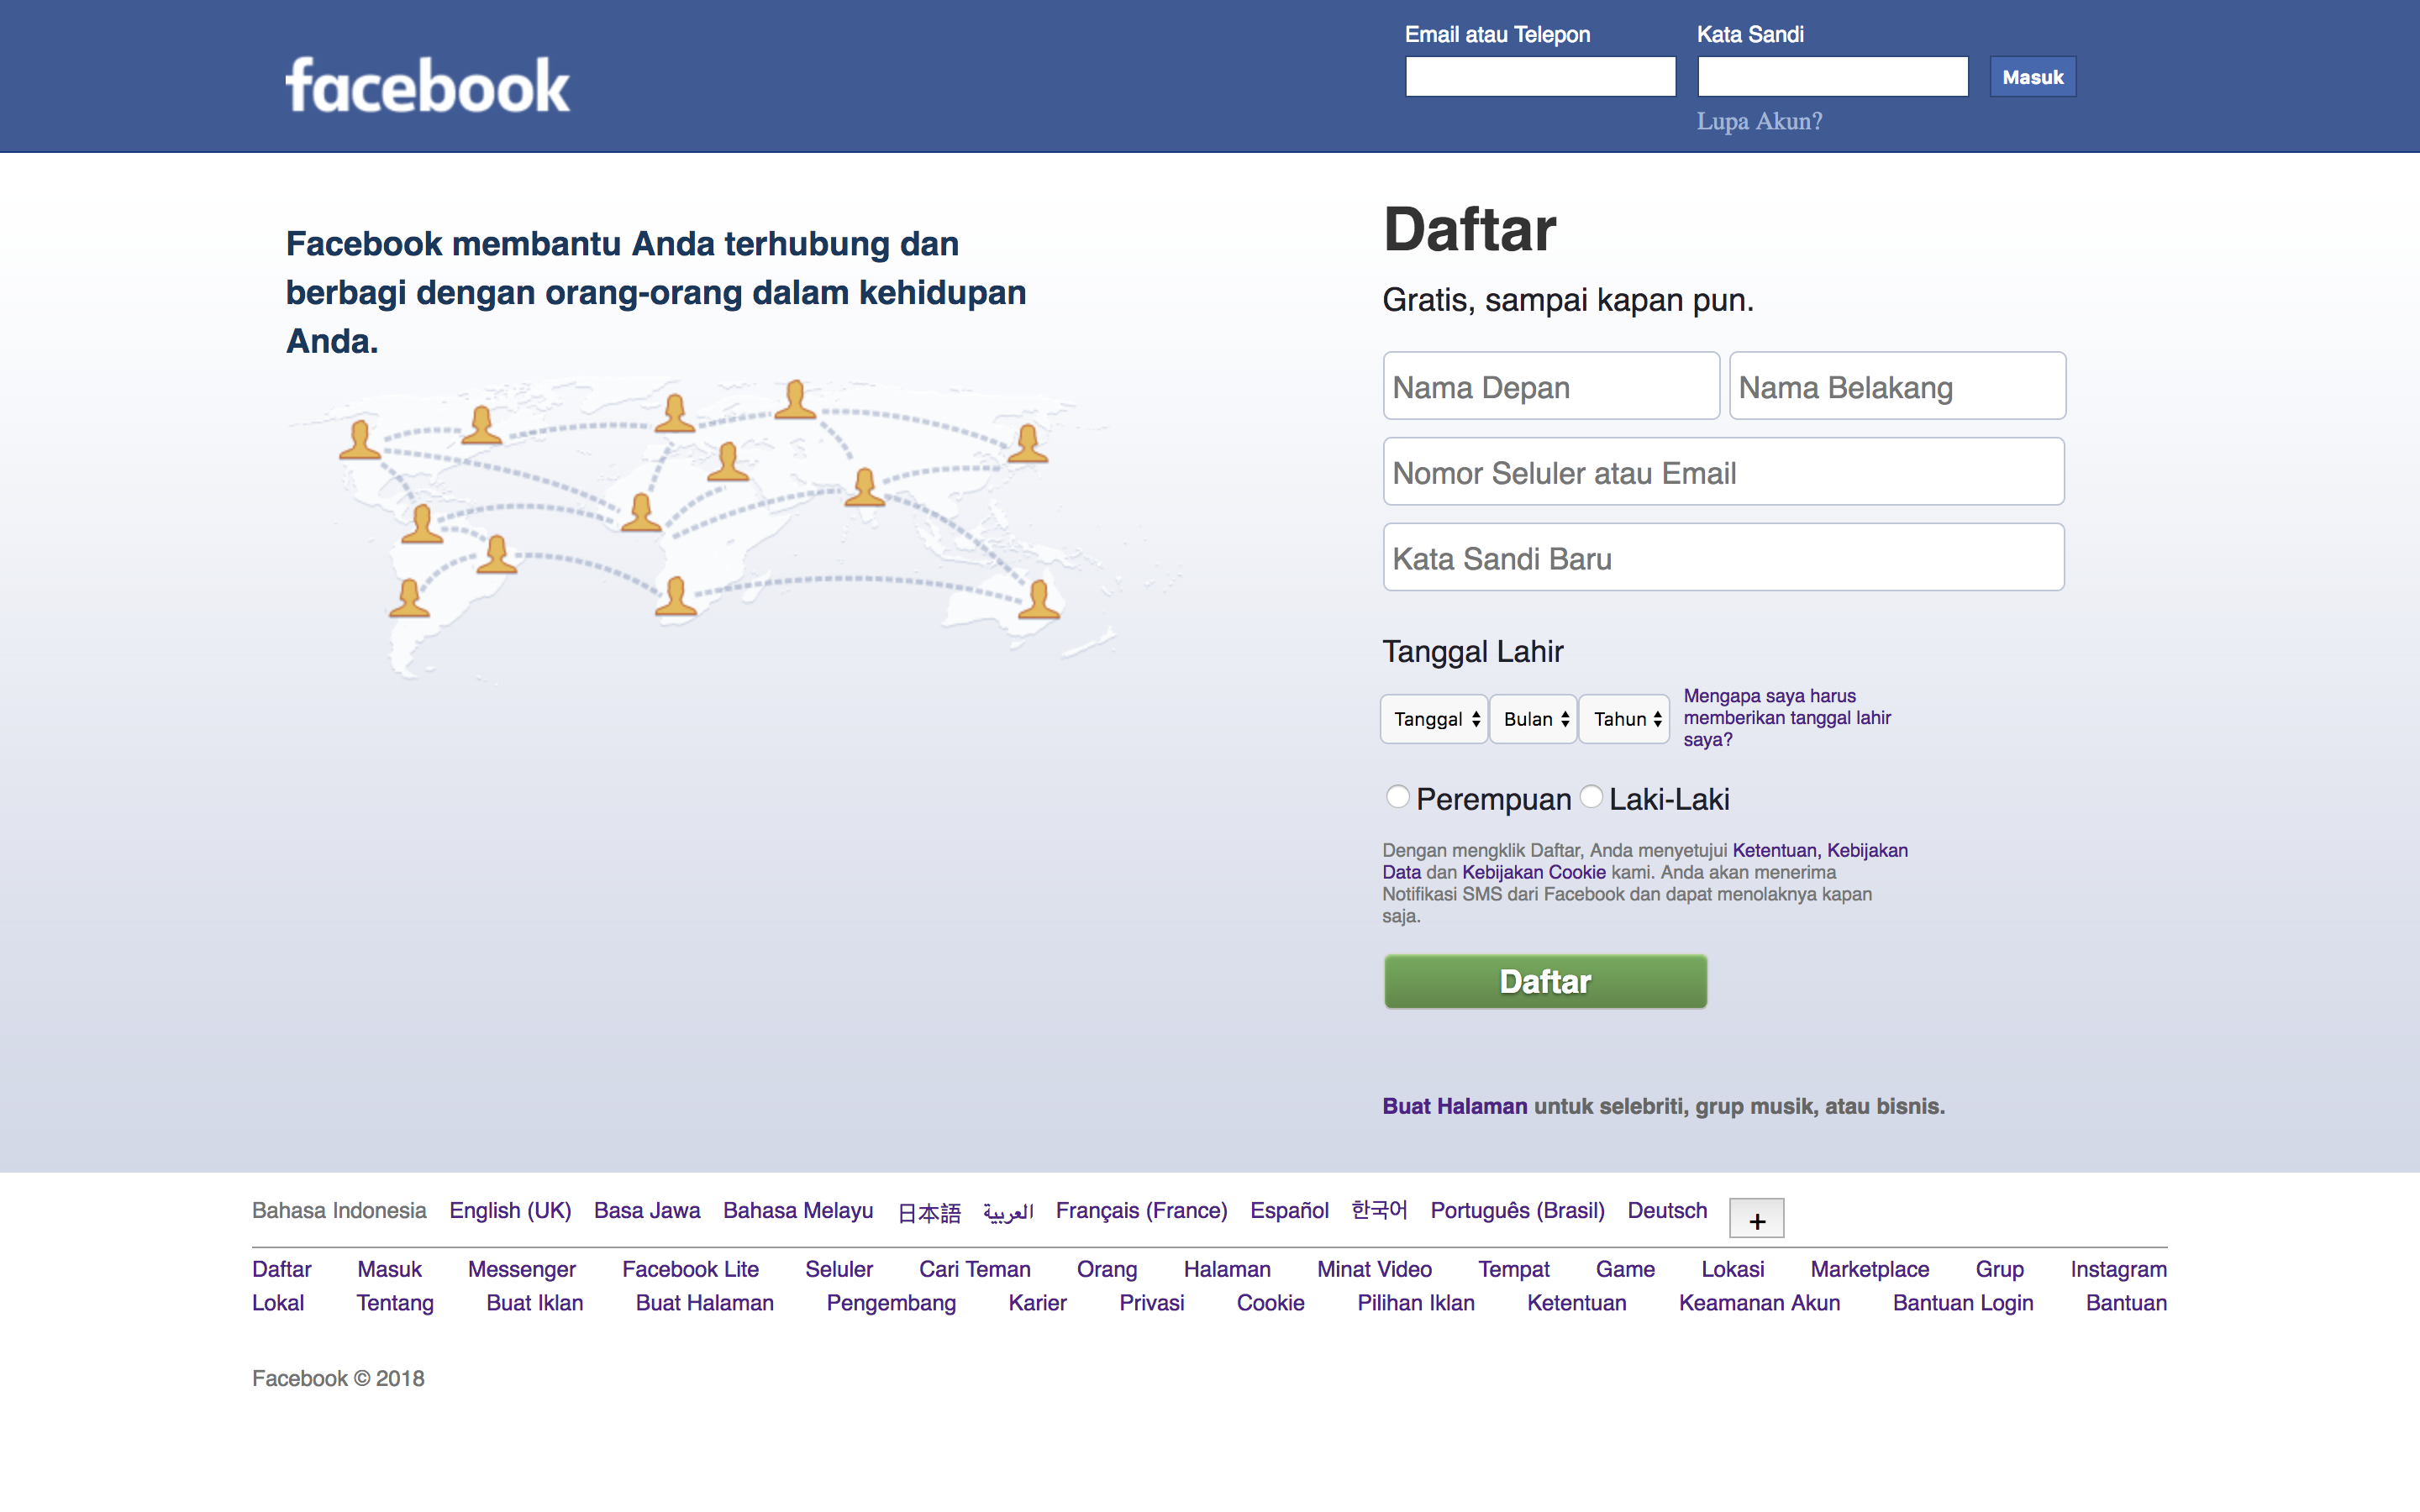 facebook
Email atau Telepon
Kata Sandi
Masuk
Lupa Akun?
Facebook membantu Anda terhubung dan
berbagi dengan orang-orang dalam kehidupan
Anda.
Daftar
Gratis, sampai kapan pun.
Nama Depan
Nama Belakang
Nomor Seluler atau Email
Kata Sandi Baru
Tanggal Lahir
Tanggal
Bulan
Tahun
Mengapa saya harus
memberikan tanggal lahir
saya?
Perempuan
Laki-Laki
Dengan mengklik Daftar, Anda menyetujui Ketentuan, Kebijakan
Data dan Kebijakan Cookie kami. Anda akan menerima
Notifikasi SMS dari Facebook dan dapat menolaknya kapan
saja.
Daftar
Buat Halaman untuk selebriti, grup musik, atau bisnis.
Bahasa Indonesia English (UK) Basa Jawa Bahasa Melayu 日本語 العربية Français (France) Español 한국어 Português (Brasil) Deutsch +
Daftar Masuk Messenger Facebook Lite Seluler Cari Teman Orang Halaman Minat Video Tempat Game Lokasi Marketplace Grup Instagram
Lokal Tentang Buat Iklan Buat Halaman Pengembang Karier Privasi Cookie Pilihan Iklan Ketentuan Keamanan Akun Bantuan Login Bantuan
Facebook © 2018